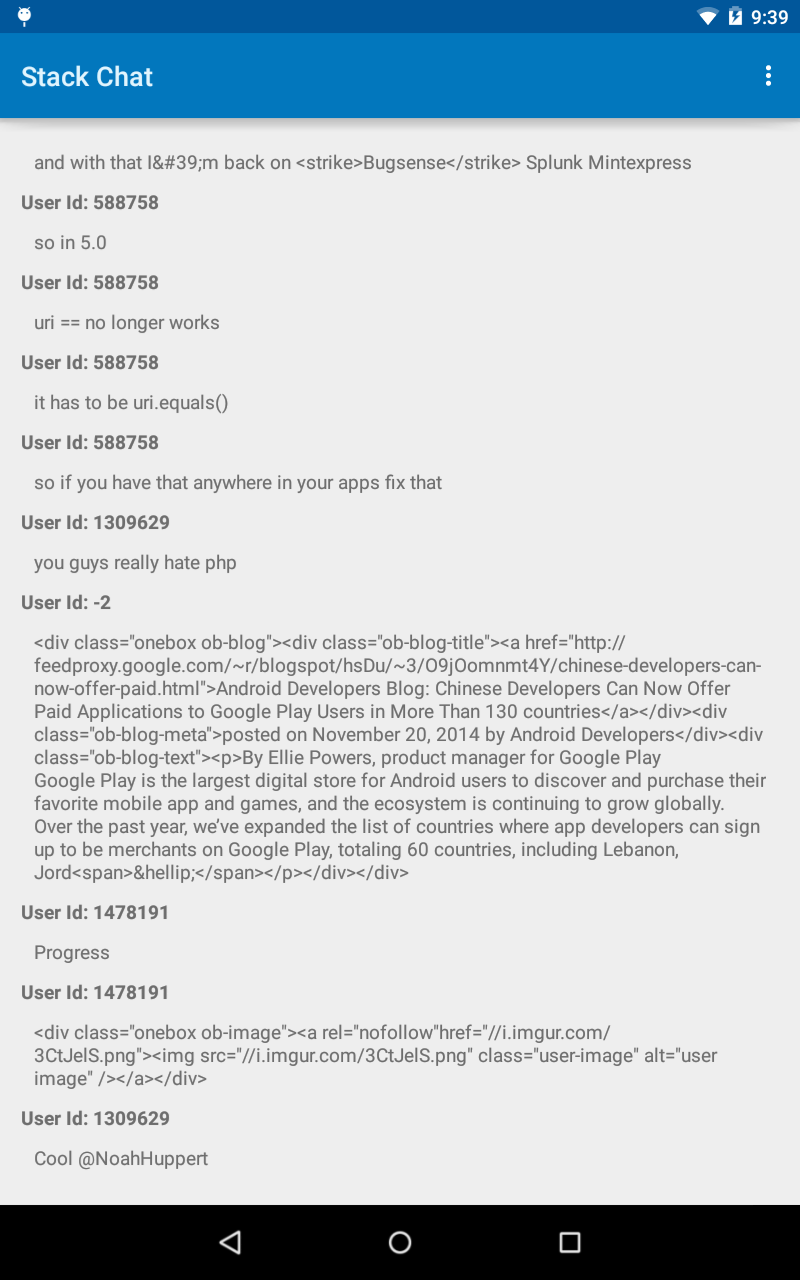 9:39
Stack Chat
and with that I&#39;m back on <strike>Bugsense</strike> Splunk Mintexpress
User Id: 588758
so in 5.0
User Id: 588758
uri == no longer works
User Id: 588758
it has to be uri.equals()
User Id: 588758
so if you have that anywhere in your apps fix that
User Id: 1309629
you guys really hate php
User Id: -2
<div class="onebox ob-blog"><div class="ob-blog-title"><a href="http://
feedproxy.google.com/~r/blogspot/hsDu/~3/O9jOomnmt4Y/chinese-developers-can-
now-offer-paid.html">Android Developers Blog: Chinese Developers Can Now Offer
Paid Applications to Google Play Users in More Than 130 countries</a></div><div
class="ob-blog-meta">posted on November 20, 2014 by Android Developers</div><div
class="ob-blog-text"><p>By Ellie Powers, product manager for Google Play
Google Play is the largest digital store for Android users to discover and purchase their
favorite mobile app and games, and the ecosystem is continuing to grow globally.
Over the past year, we’ve expanded the list of countries where app developers can sign
up to be merchants on Google Play, totaling 60 countries, including Lebanon,
Jord<span>&hellip;</span></p></div></div>
User Id: 1478191
Progress
User Id: 1478191
<div class="onebox ob-image"><a rel="nofollow"href="//i.imgur.com/
3CtJelS.png"><img src="//i.imgur.com/3CtJelS.png" class="user-image" alt="user
image" /></a></div>
User Id: 1309629
Cool @NoahHuppert